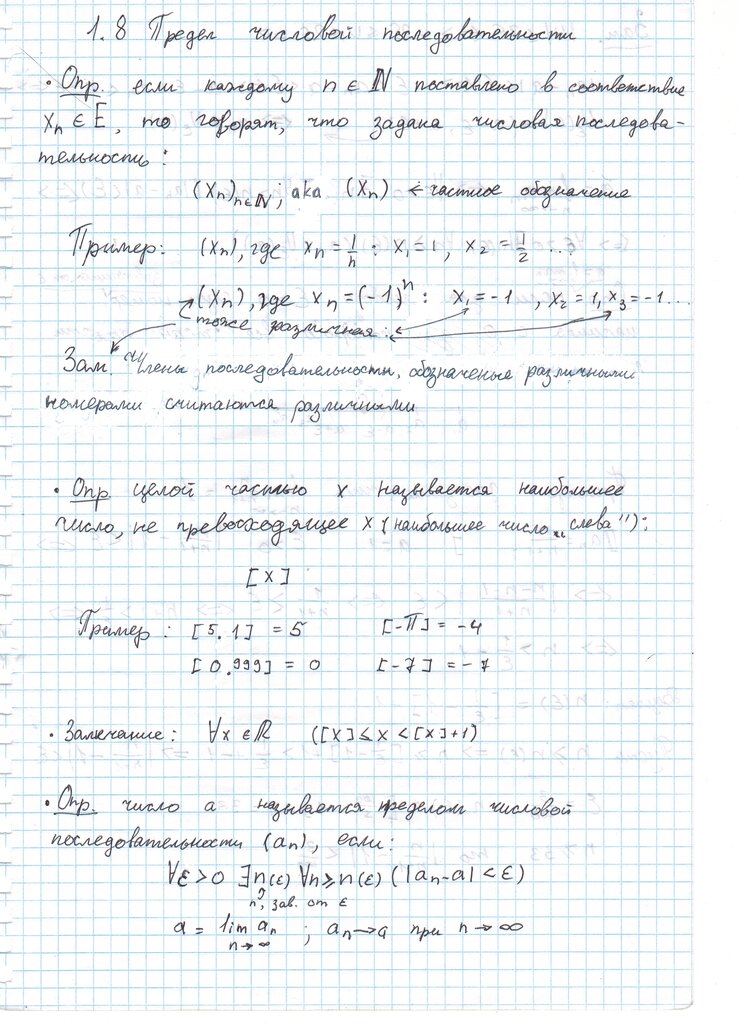 1.8 Предел числовой последовательности
• Опр. если каждому n ∈ ℕ поставлено в соответствие
xₙ ∈ E, то говорят, что задана числовая последова-
тельность:
(xₙ)ₙ∈ℕ; aka (xₙ) ← частное обозначение
Пример: (xₙ), где xₙ = 1/n : x₁ = 1, x₂ = 1/2 ...
(xₙ), где xₙ = (-1)ⁿ : x₁ = -1, x₂ = 1, x₃ = -1 ...
тоже различная:
Зам. Члены последовательности, обозначеные различными
номерами считаются различными
• Опр целой частью x называется наибольшее
число, не превосходящее x (наибольшее число „слева"):
[x]
Пример: [5.1] = 5 [-π] = -4
[0.999] = 0 [-7] = -7
• Замечание: ∀x ∈ ℝ ([x] ≤ x < [x]+1)
• Опр. число a называется пределом числовой
последовательности (aₙ), если:
∀ε > 0 ∃n(ε) ∀n ≥ n(ε) (|aₙ - a| < ε)
n, зав. от ε
a = lim aₙ ; aₙ → a при n → ∞
n → ∞